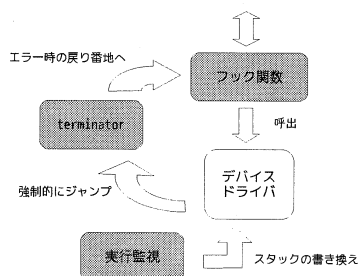 エラー時の戻り番地へ
フック関数
terminator
呼出
デバイス
ドライバ
強制的にジャンプ
実行監視
スタックの書き換え